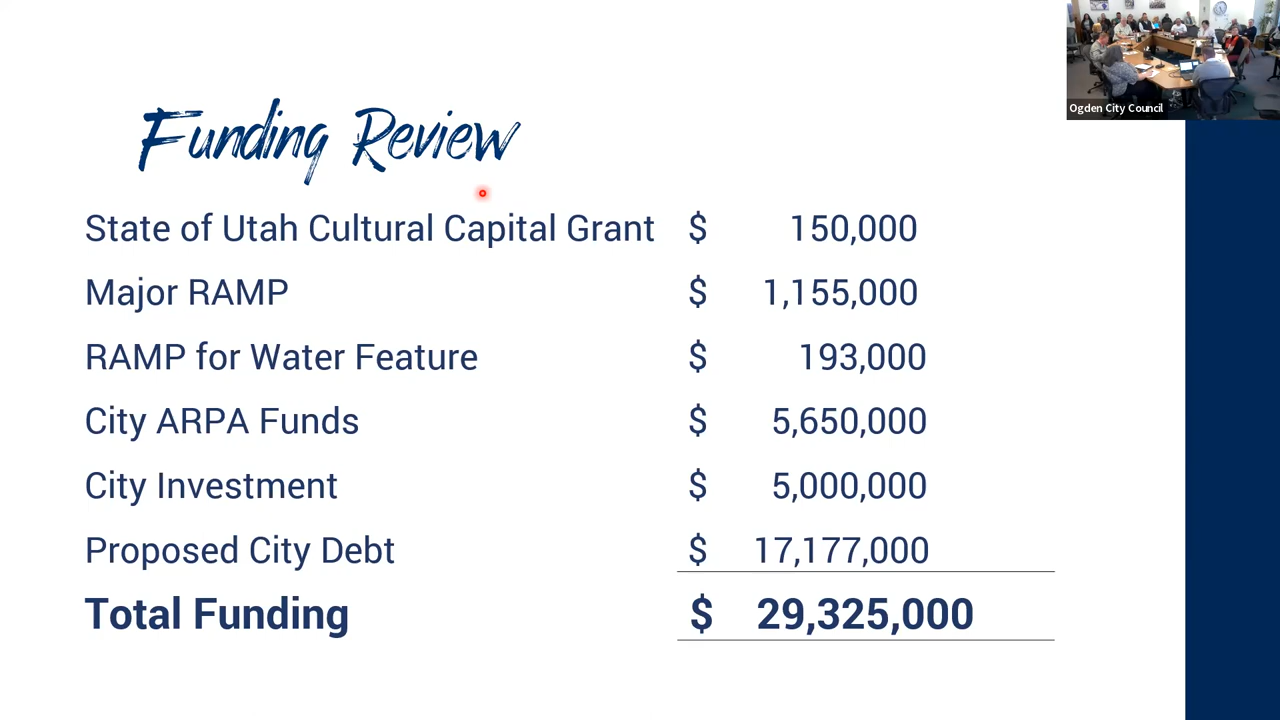 Ogden City Council
Funding Review
State of Utah Cultural Capital Grant $ 150,000
Major RAMP $ 1,155,000
RAMP for Water Feature $ 193,000
City ARPA Funds $ 5,650,000
City Investment $ 5,000,000
Proposed City Debt $ 17,177,000
Total Funding $ 29,325,000